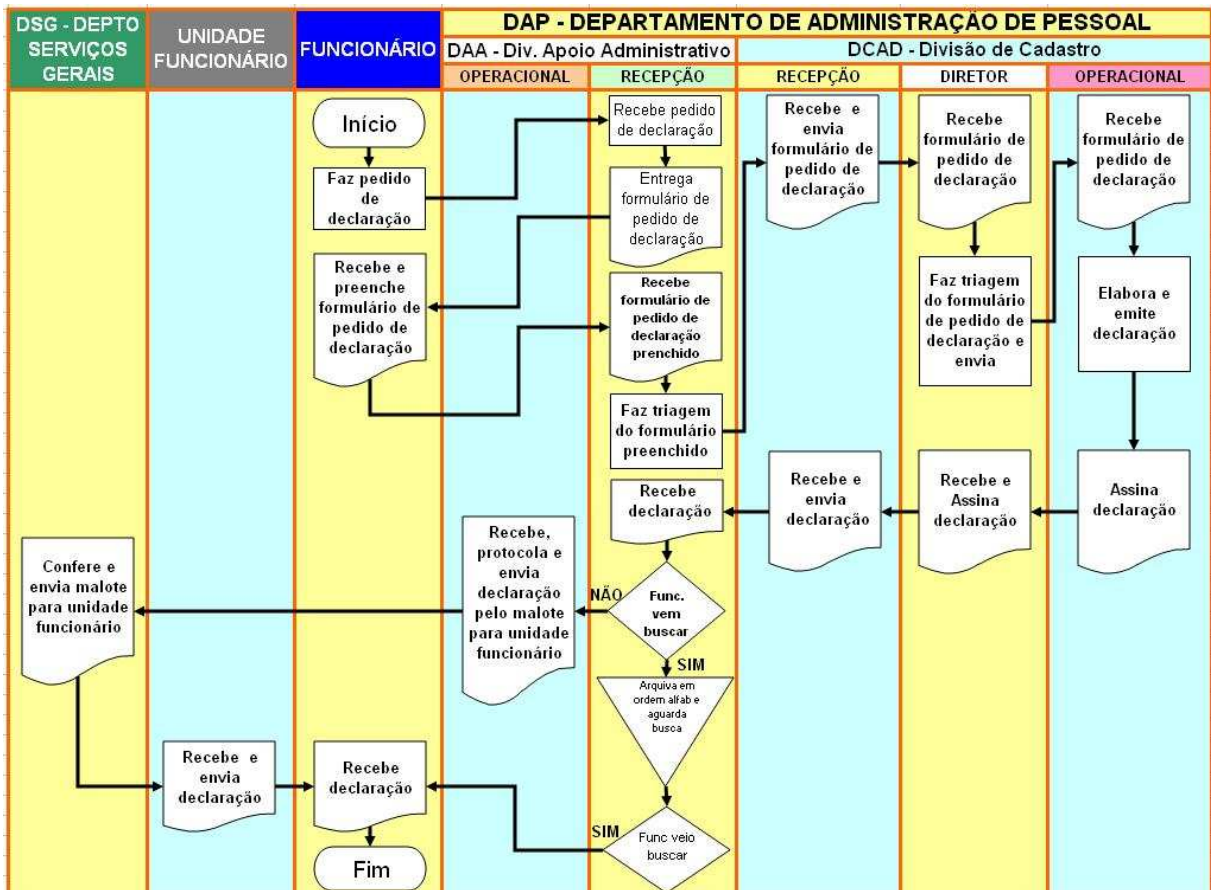 DSG - DEPTO
SERVIÇOS
GERAIS
UNIDADE
FUNCIONÁRIO
FUNCIONÁRIO
DAP - DEPARTAMENTO DE ADMINISTRAÇÃO DE PESSOAL
DAA - Div. Apoio Administrativo
DCAD - Divisão de Cadastro
OPERACIONAL
RECEPÇÃO
RECEPÇÃO
DIRETOR
OPERACIONAL
Início
Faz pedido
de
declaração
Recebe pedido
de declaração
Entrega
formulário de
pedido de
declaração
Recebe e
preenche
formulário de
pedido de
declaração
Recebe
formulário de
pedido de
declaração
prenchido
Faz triagem
do formulário
preenchido
Recebe e
envia
formulário de
pedido de
declaração
Recebe
formulário de
pedido de
declaração
Faz triagem
do formulário
de pedido de
declaração e
envia
Recebe
formulário de
pedido de
declaração
Elabora e
emite
declaração
Assina
declaração
Recebe e
Assina
declaração
Recebe e
envia
declaração
Recebe
declaração
Func.
vem
buscar
NÃO
Recebe,
protocola e
envia
declaração
pelo malote
para unidade
funcionário
Confere e
envia malote
para unidade
funcionário
SIM
Arquiva em
ordem alfab e
aguarda
busca
Recebe e
envia
declaração
Recebe
declaração
SIM
Func veio
buscar
Fim